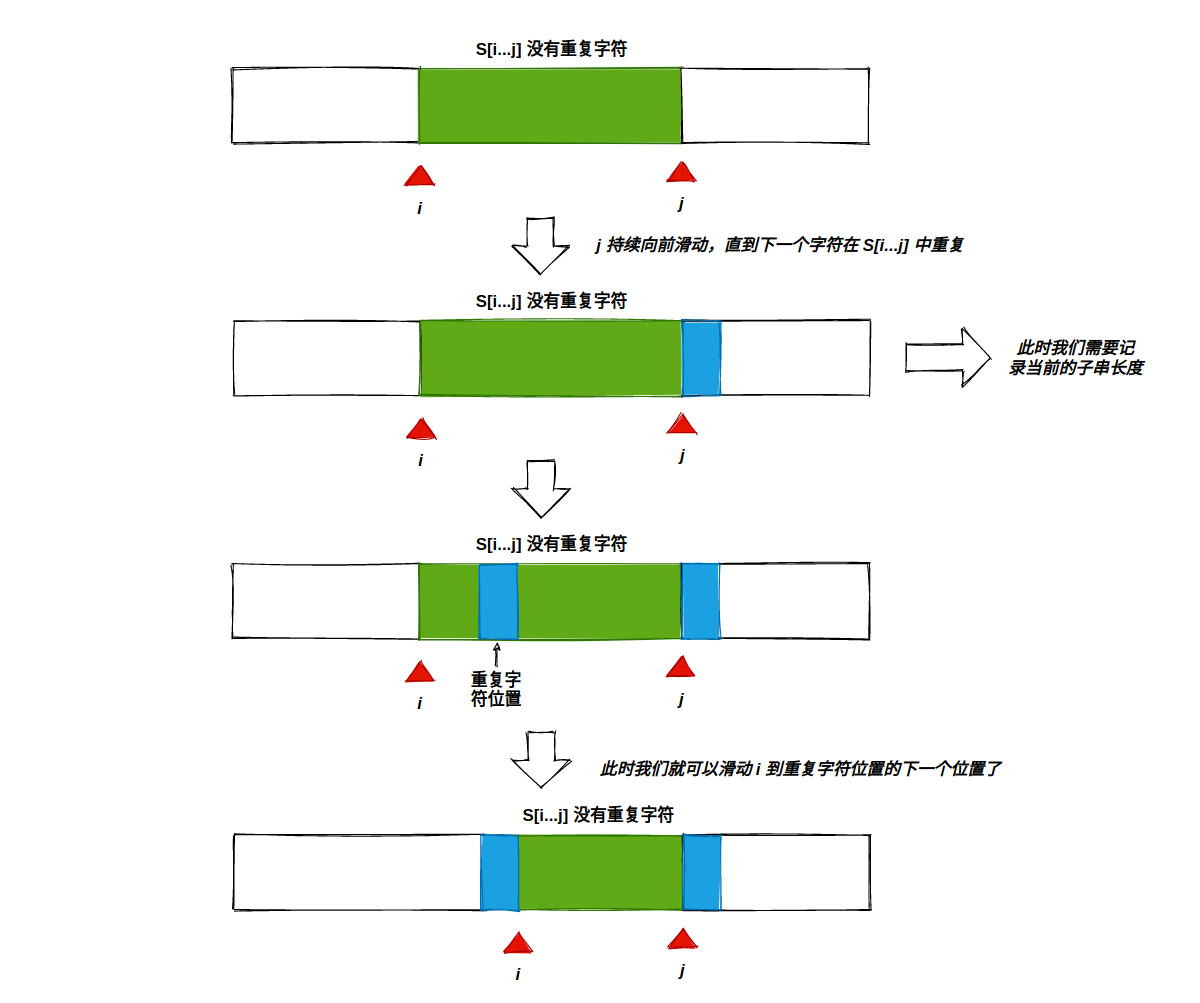 S[i...j] 没有重复字符
i
j
j 持续向前滑动，直到下一个字符在 S[i...j] 中重复
S[i...j] 没有重复字符
此时我们需要记
录当前的子串长度
i
j
S[i...j] 没有重复字符
重复字
符位置
i
j
此时我们就可以滑动 i 到重复字符位置的下一个位置了
S[i...j] 没有重复字符
i
j